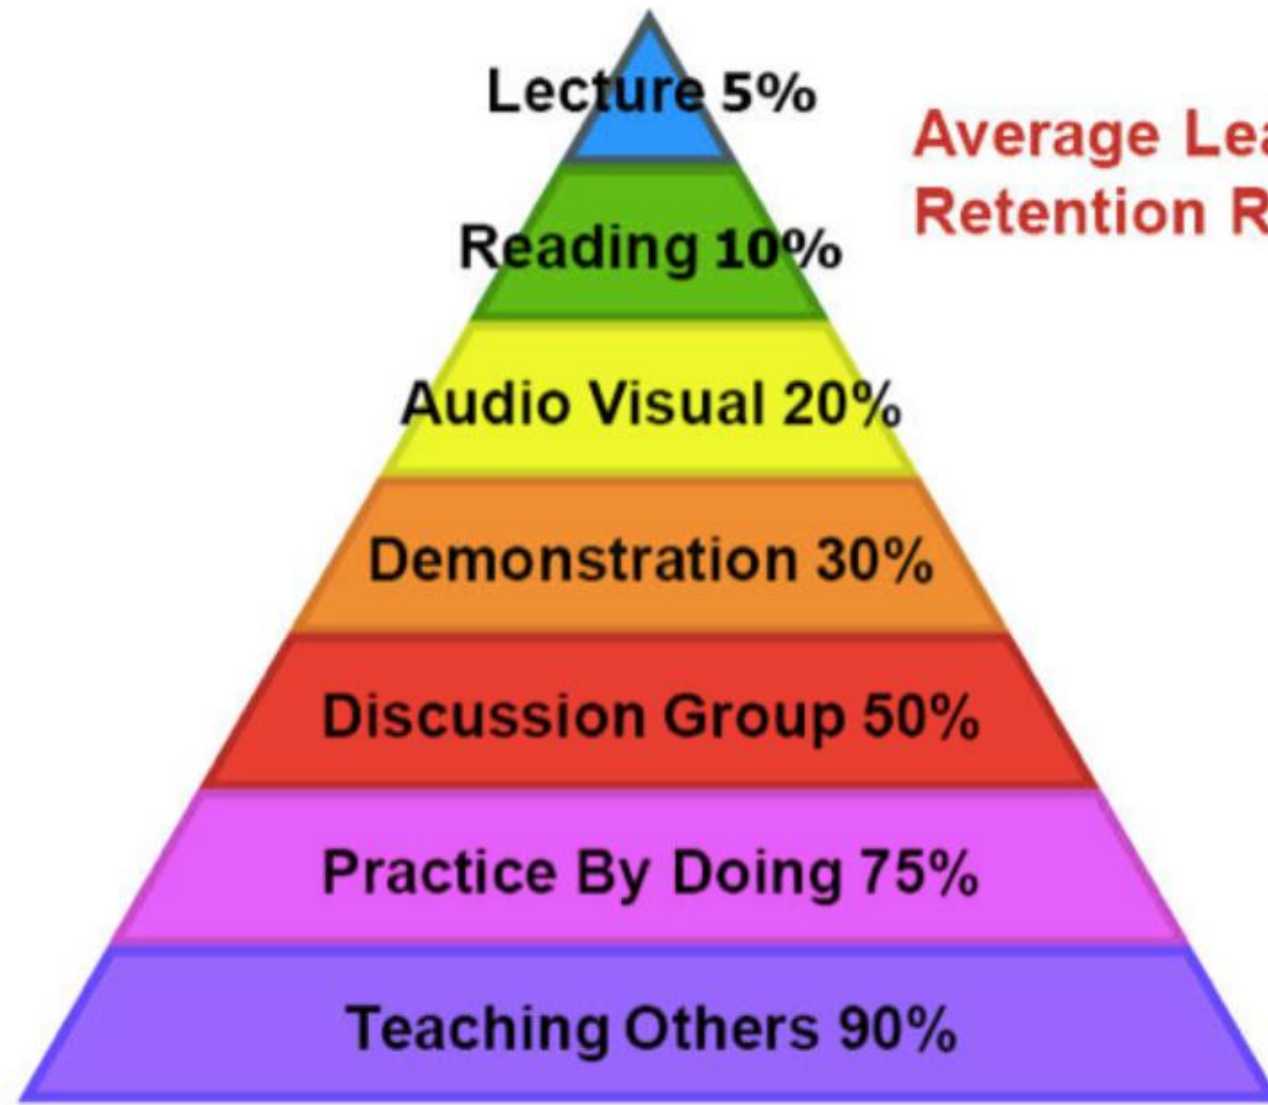 Lecture 5%
Average Lea
Retention R
Reading 10%
Audio Visual 20%
Demonstration 30%
Discussion Group 50%
Practice By Doing 75%
Teaching Others 90%